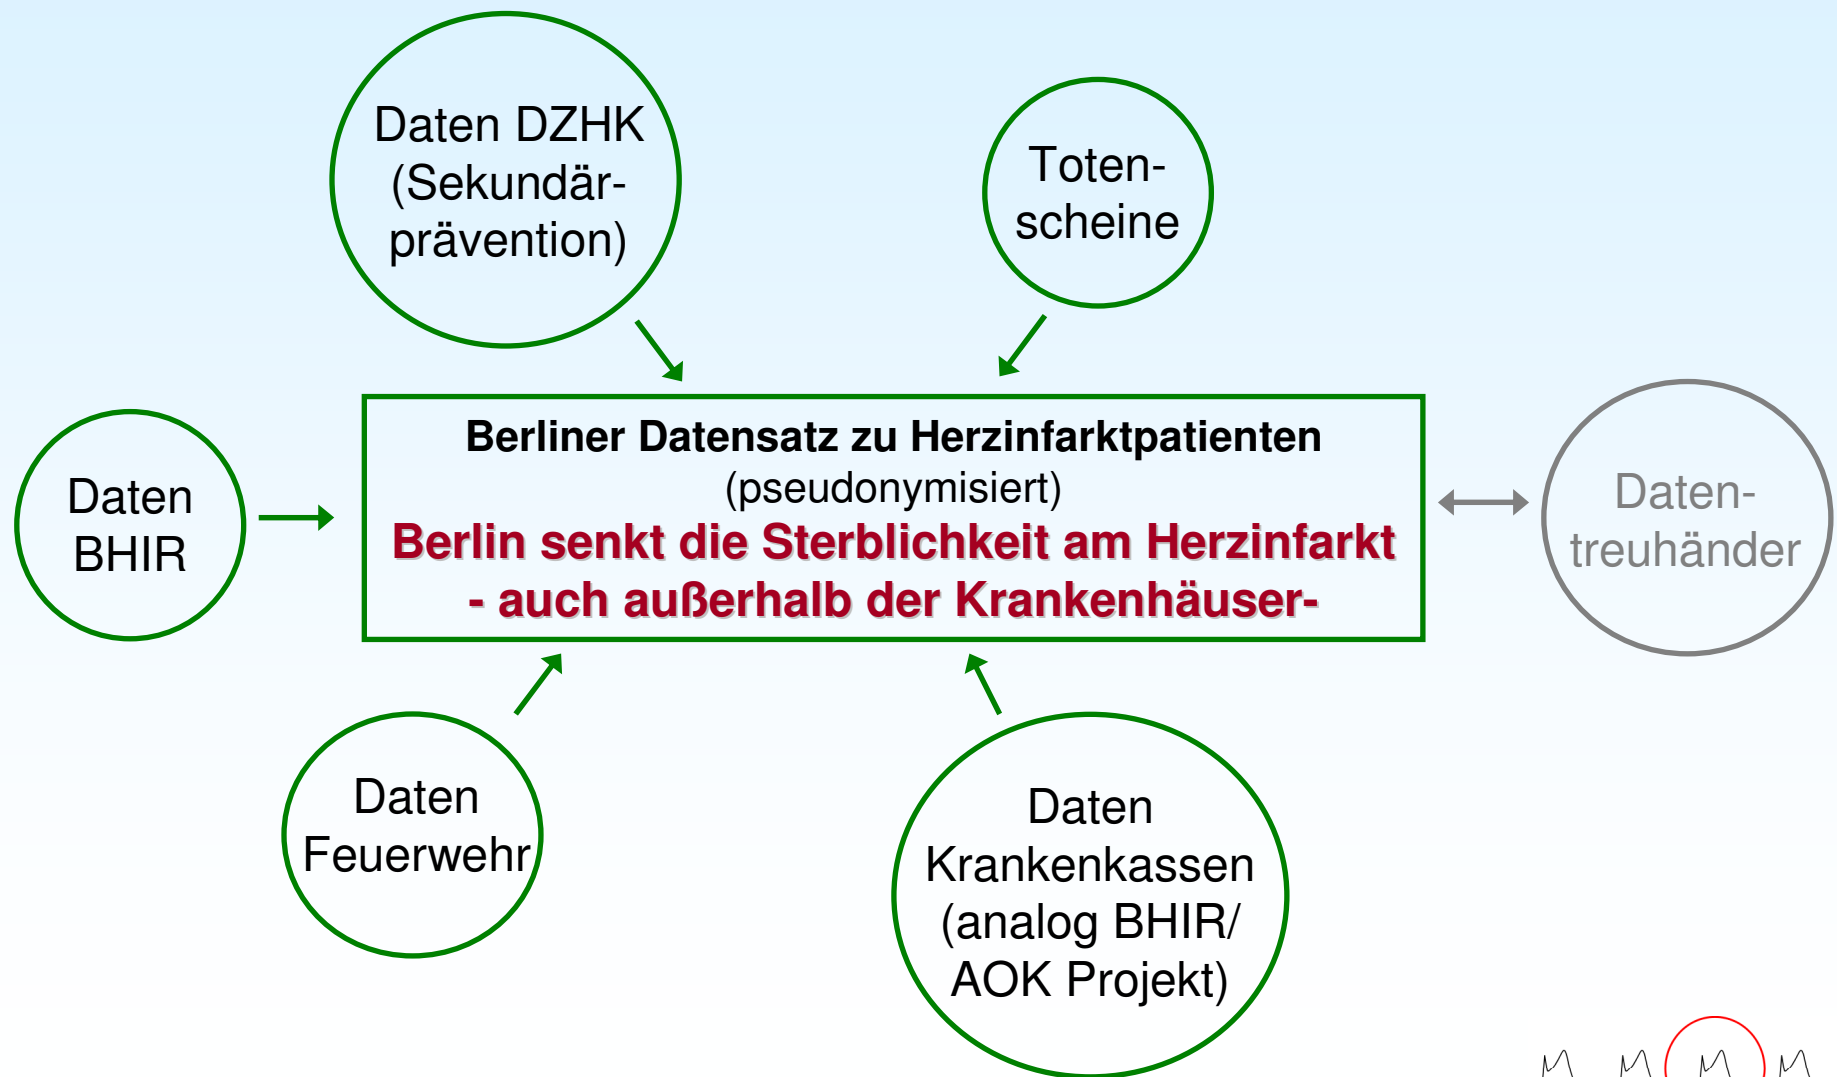 Daten DZHK
(Sekundär-
prävention)
Toten-
scheine
Daten
BHIR
Berliner Datensatz zu Herzinfarktpatienten
(pseudonymisiert)
Berlin senkt die Sterblichkeit am Herzinfarkt
- auch außerhalb der Krankenhäuser-
Daten-
treuhänder
Daten
Feuerwehr
Daten
Krankenkassen
(analog BHIR/
AOK Projekt)